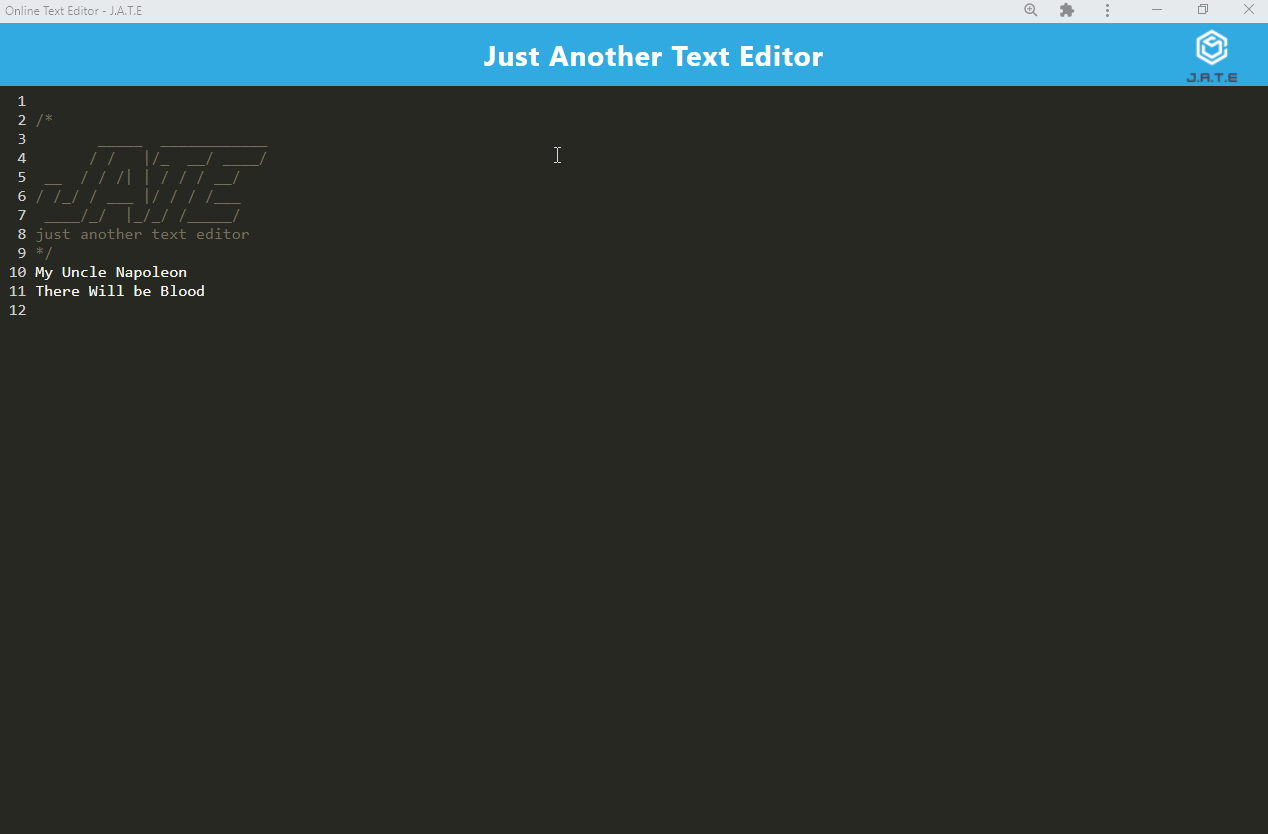 Online Text Editor - J.A.T.E
Just Another Text Editor
J.A.T.E
1
2 /*
3        _____  ____________
4       / /   |/_  __/ ____/
5  __  / / /| | / / / __/
6 / /_/ / ___ |/ / / /___
7  ____/_/  |_/_/ /_____/
8 just another text editor
9 */
10 My Uncle Napoleon
11 There Will be Blood
12